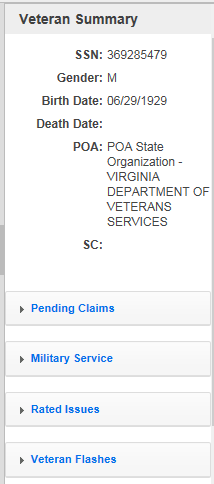 Veteran Summary
SSN: 369285479
Gender: M
Birth Date: 06/29/1929
Death Date:
POA: POA State
Organization -
VIRGINIA
DEPARTMENT OF
VETERANS
SERVICES
SC:
Pending Claims
Military Service
Rated Issues
Veteran Flashes